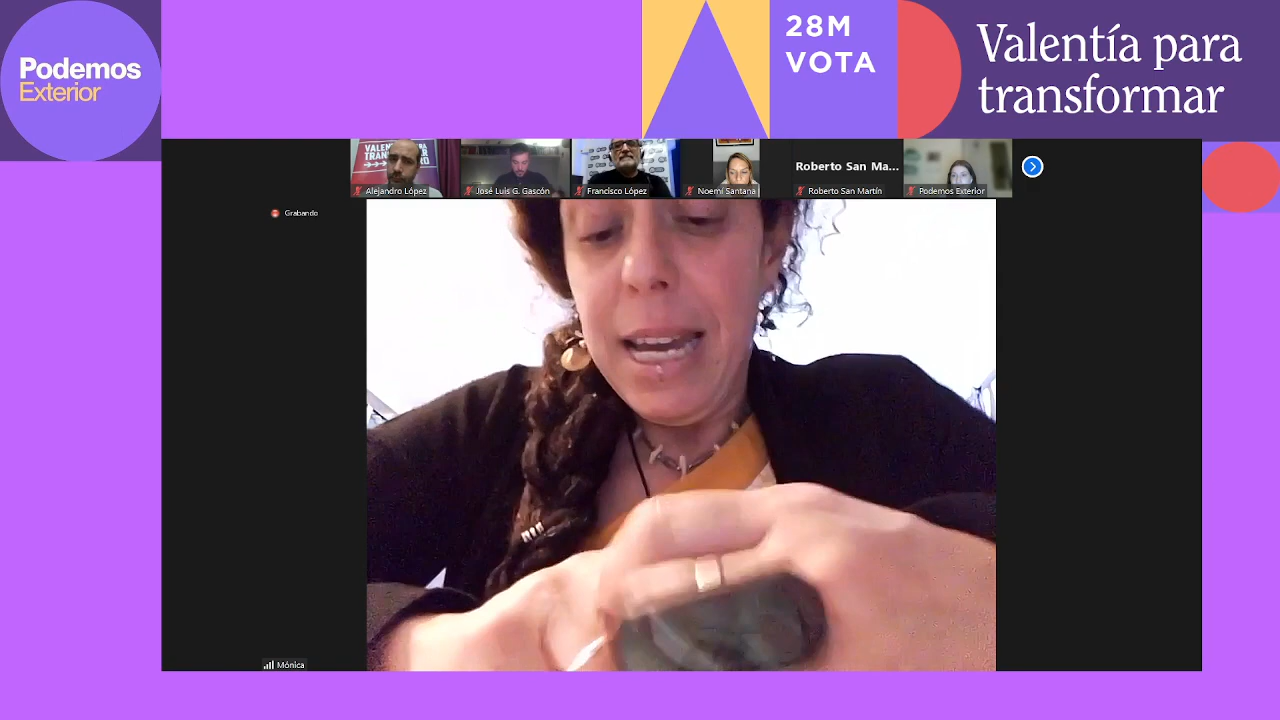 Podemos
Exterior
28M
VOTA
Valentía para
transformar
Alejandro López
José Luis G. Gascón
Francisco López
Noemí Santana
Roberto San Ma...
Roberto San Martín
Podemos Exterior
Grabando
Mónica